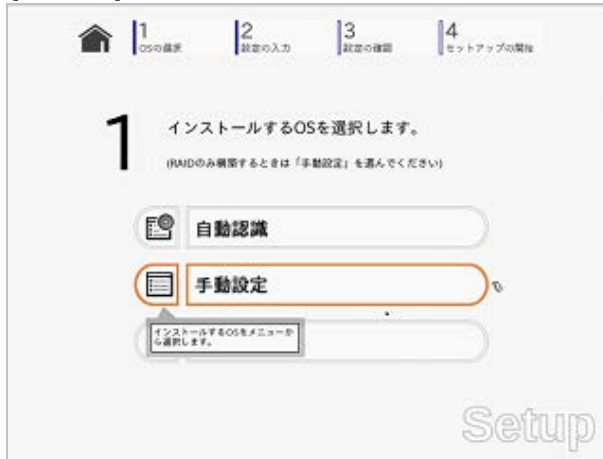 1
OSの選択
2
設定の入力
3
設定の確認
4
セットアップの開始
1
インストールするOSを選択します。
(RAIDのみ構築するときは「手動設定」を選んでください)
自動認識
手動設定
インストールするOSをメニューか
ら選択します。
Setup